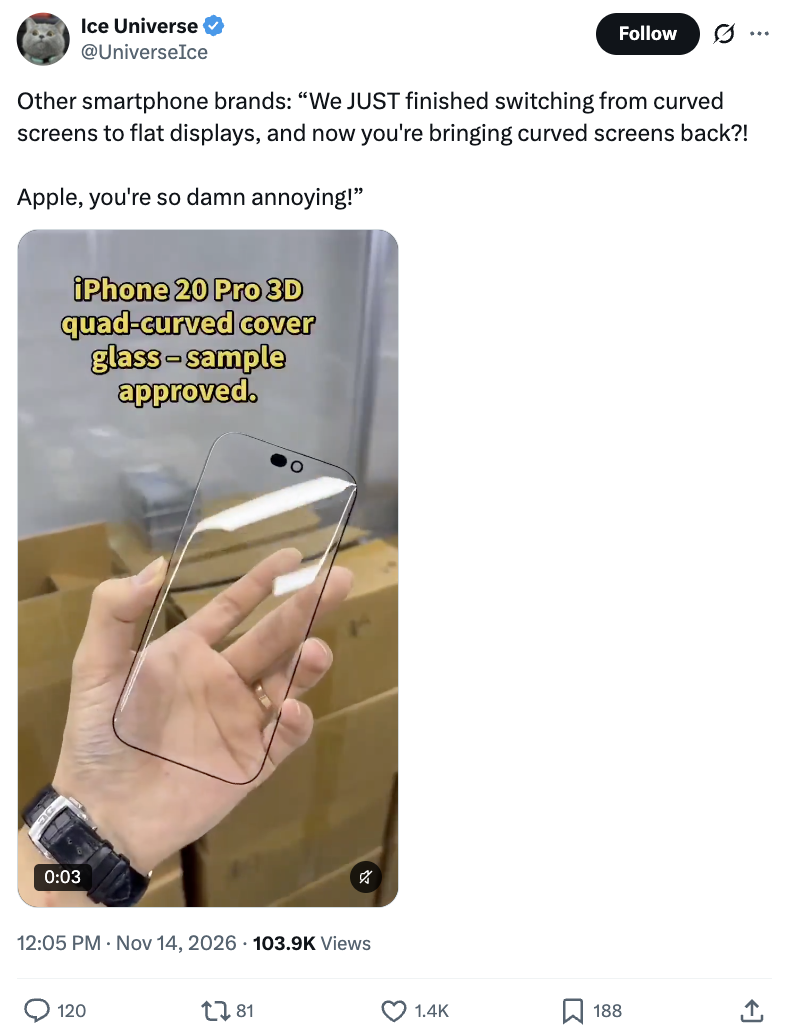 Ice Universe
@UniverseIce
Follow
Other smartphone brands: “We JUST finished switching from curved
screens to flat displays, and now you're bringing curved screens back?!
Apple, you're so damn annoying!”
iPhone 20 Pro 3D
quad-curved cover
glass – sample
approved.
0:03
12:05 PM · Nov 14, 2026 · 103.9K Views
120
81
1.4K
188